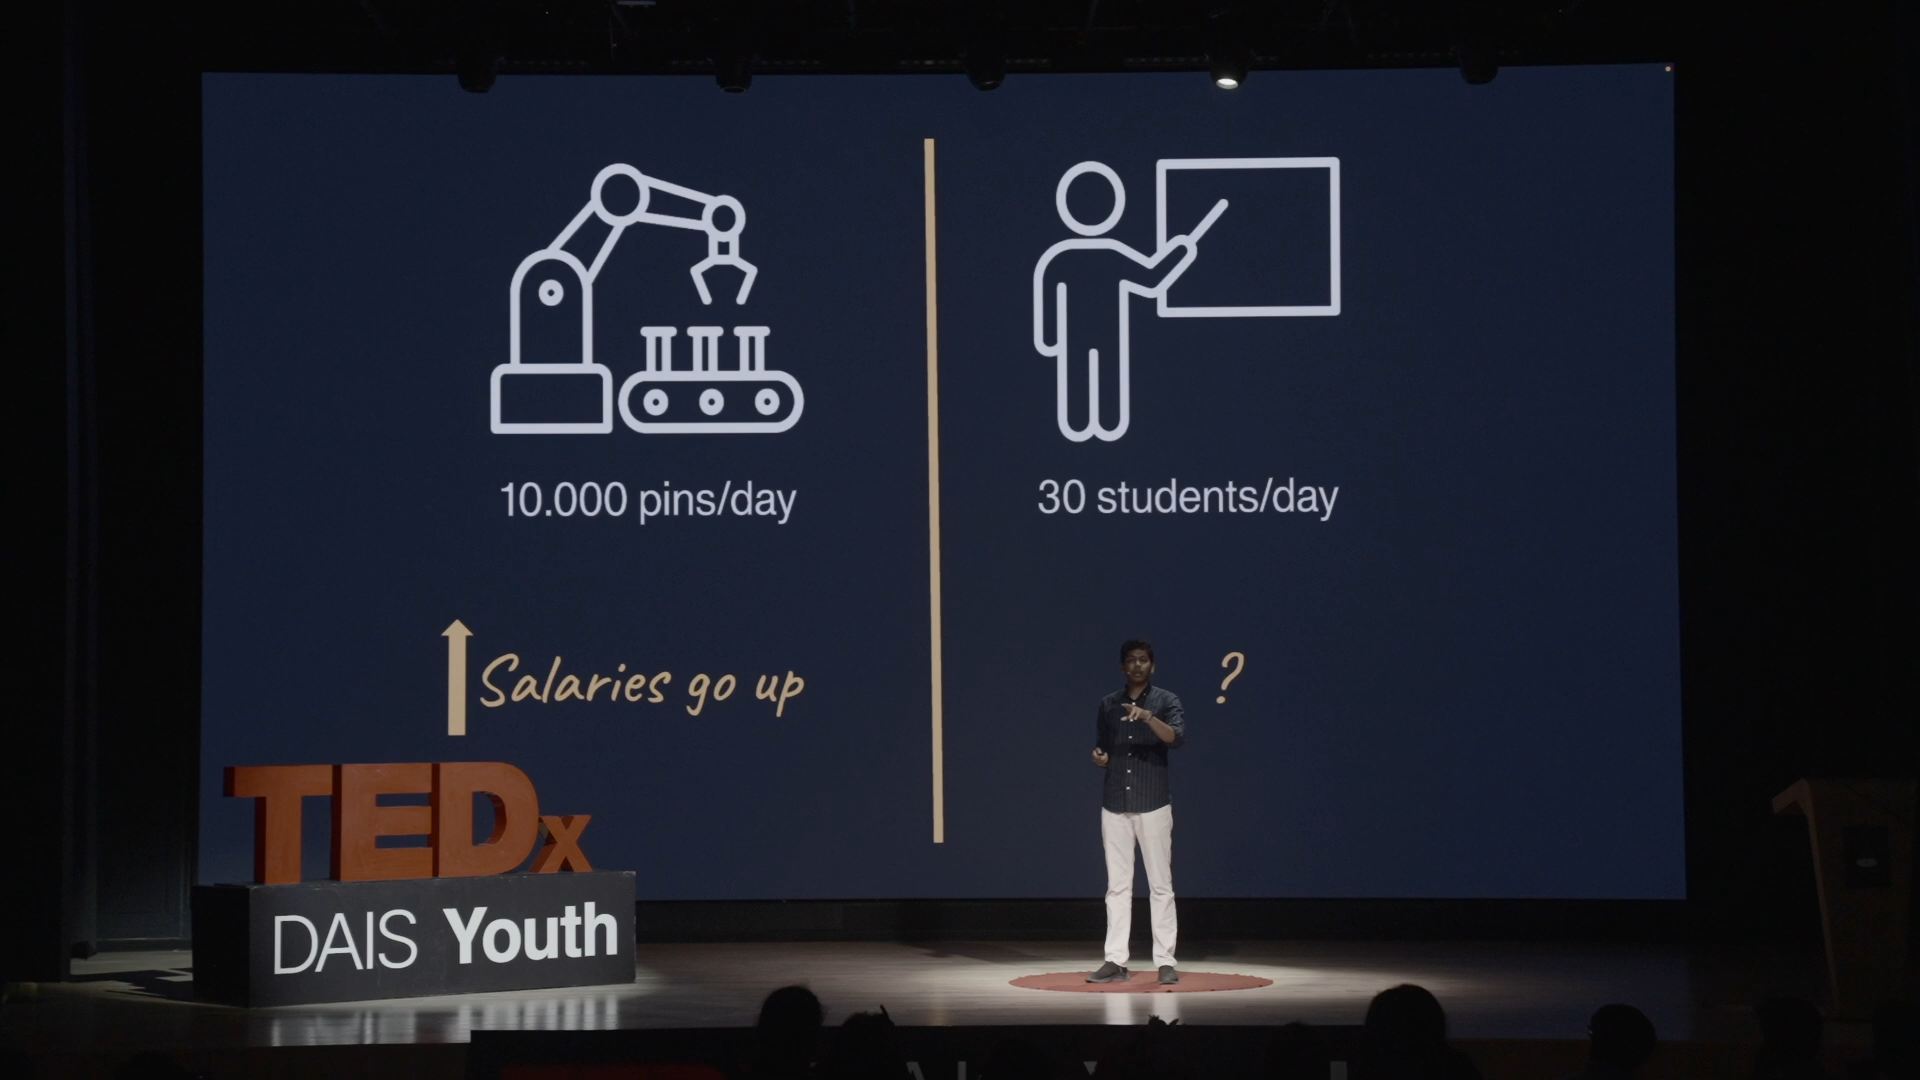 10.000 pins/day
30 students/day
Salaries go up
?
TEDx
DAIS Youth